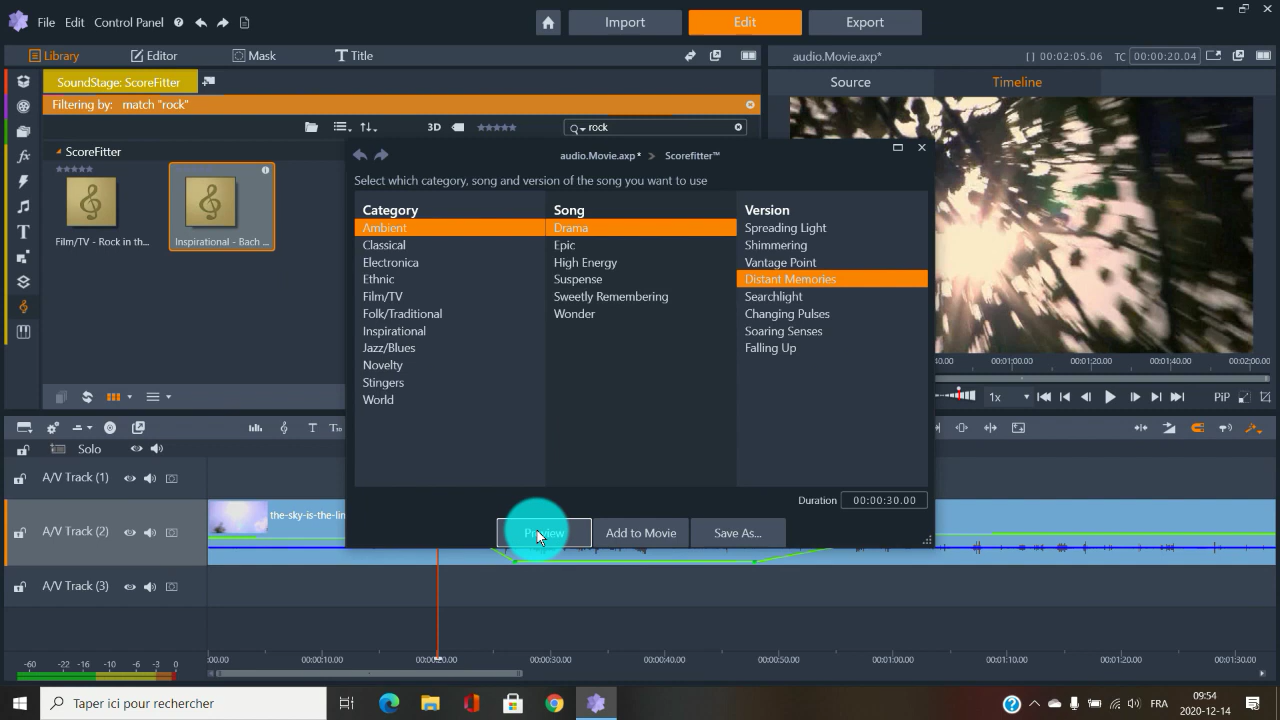 File Edit Control Panel
Import Edit Export
Library Editor Mask Title
audio.Movie.axp* [ ] 00:02:05.06 TC 00:00:20.04
SoundStage: ScoreFitter
Source Timeline
Filtering by: match "rock"
3D rock
ScoreFitter
Film/TV - Rock in th...
Inspirational - Bach ...
audio.Movie.axp * > Scorefitter™
Select which category, song and version of the song you want to use
Category Song Version
Ambient Drama Spreading Light
Classical Epic Shimmering
Electronica High Energy Vantage Point
Ethnic Suspense Distant Memories
Film/TV Sweetly Remembering Searchlight
Folk/Traditional Wonder Changing Pulses
Inspirational Soaring Senses
Jazz/Blues Falling Up
Novelty
Stingers
World
Duration 00:00:30.00
Preview Add to Movie Save As...
40.00 00:01:00.00 00:01:20.00 00:01:40.00 00:02:00.00
1x PiP
Solo
A/V Track (1)
A/V Track (2) the-sky-is-the-lin
A/V Track (3)
-60 -22 -16 -10 -6 -3 0
:00.00 00:00:10.00 00:00:20.00 00:00:30.00 00:00:40.00 00:00:50.00 00:01:00.00 00:01:10.00 00:01:20.00 00:01:30.00
Taper ici pour rechercher
FRA
09:54
2020-12-14